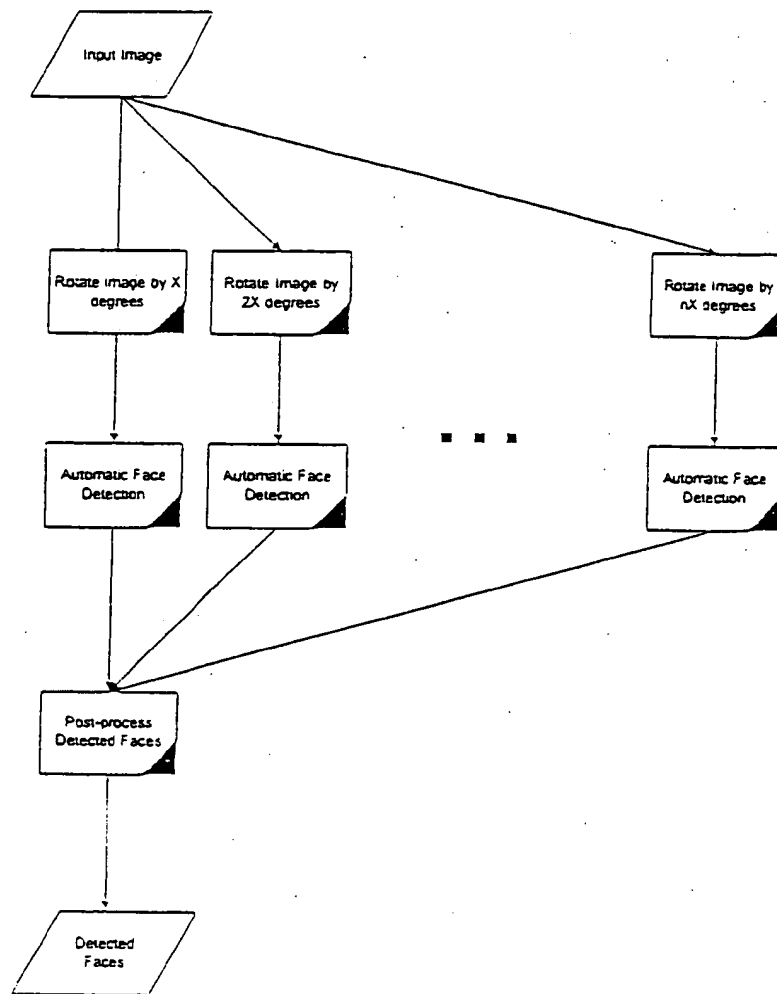 Input Image
Rotate Image by X
degrees
Rotate Image by
2X degrees
Rotate Image by
nX degrees
Automatic Face
Detection
Automatic Face
Detection
Automatic Face
Detection
Post-process
Detected Faces
Detected
Faces